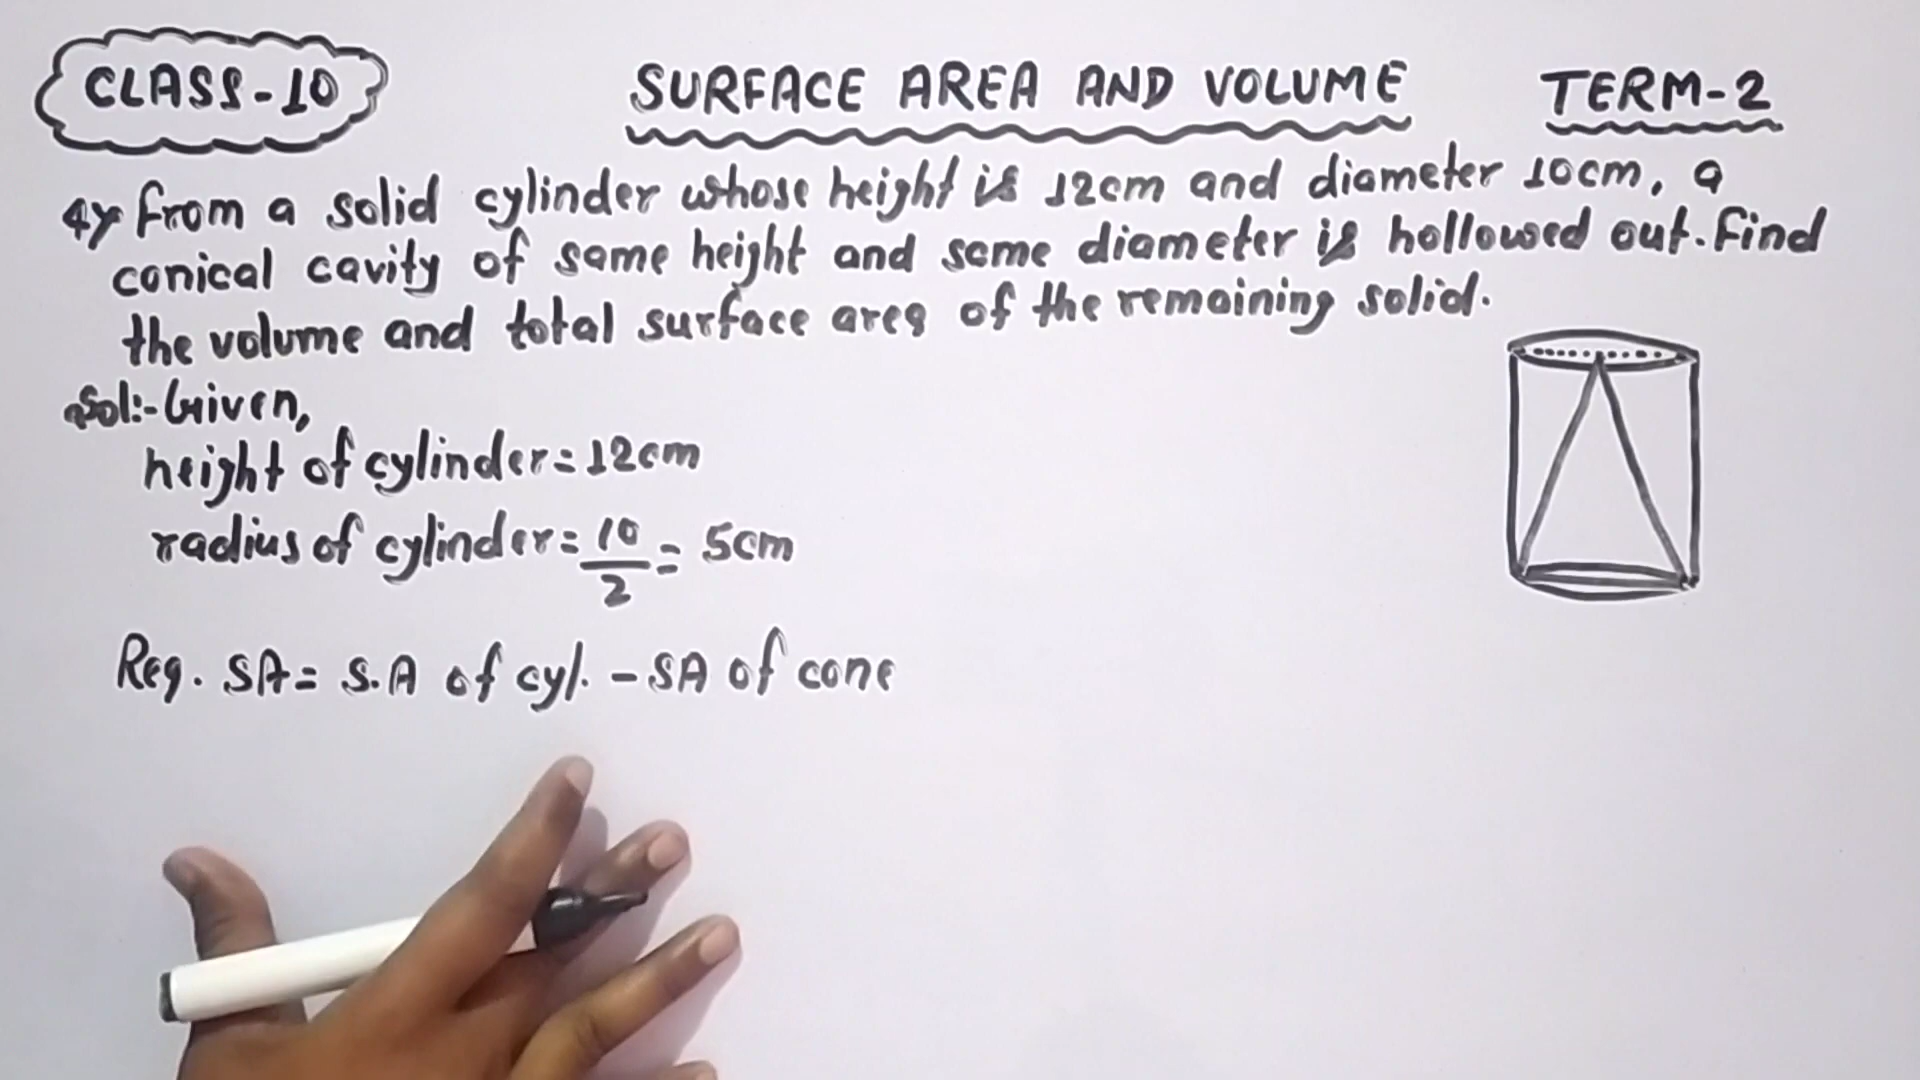 CLASS-10
SURFACE AREA AND VOLUME
TERM-2
4) From a solid cylinder whose height is 12cm and diameter 10cm, a
conical cavity of same height and same diameter is hollowed out. Find
the volume and total surface area of the remaining solid.
Sol:- Given,
height of cylinder = 12cm
radius of cylinder = 10/2 = 5cm
Req. SA = S.A of cyl. - SA of cone